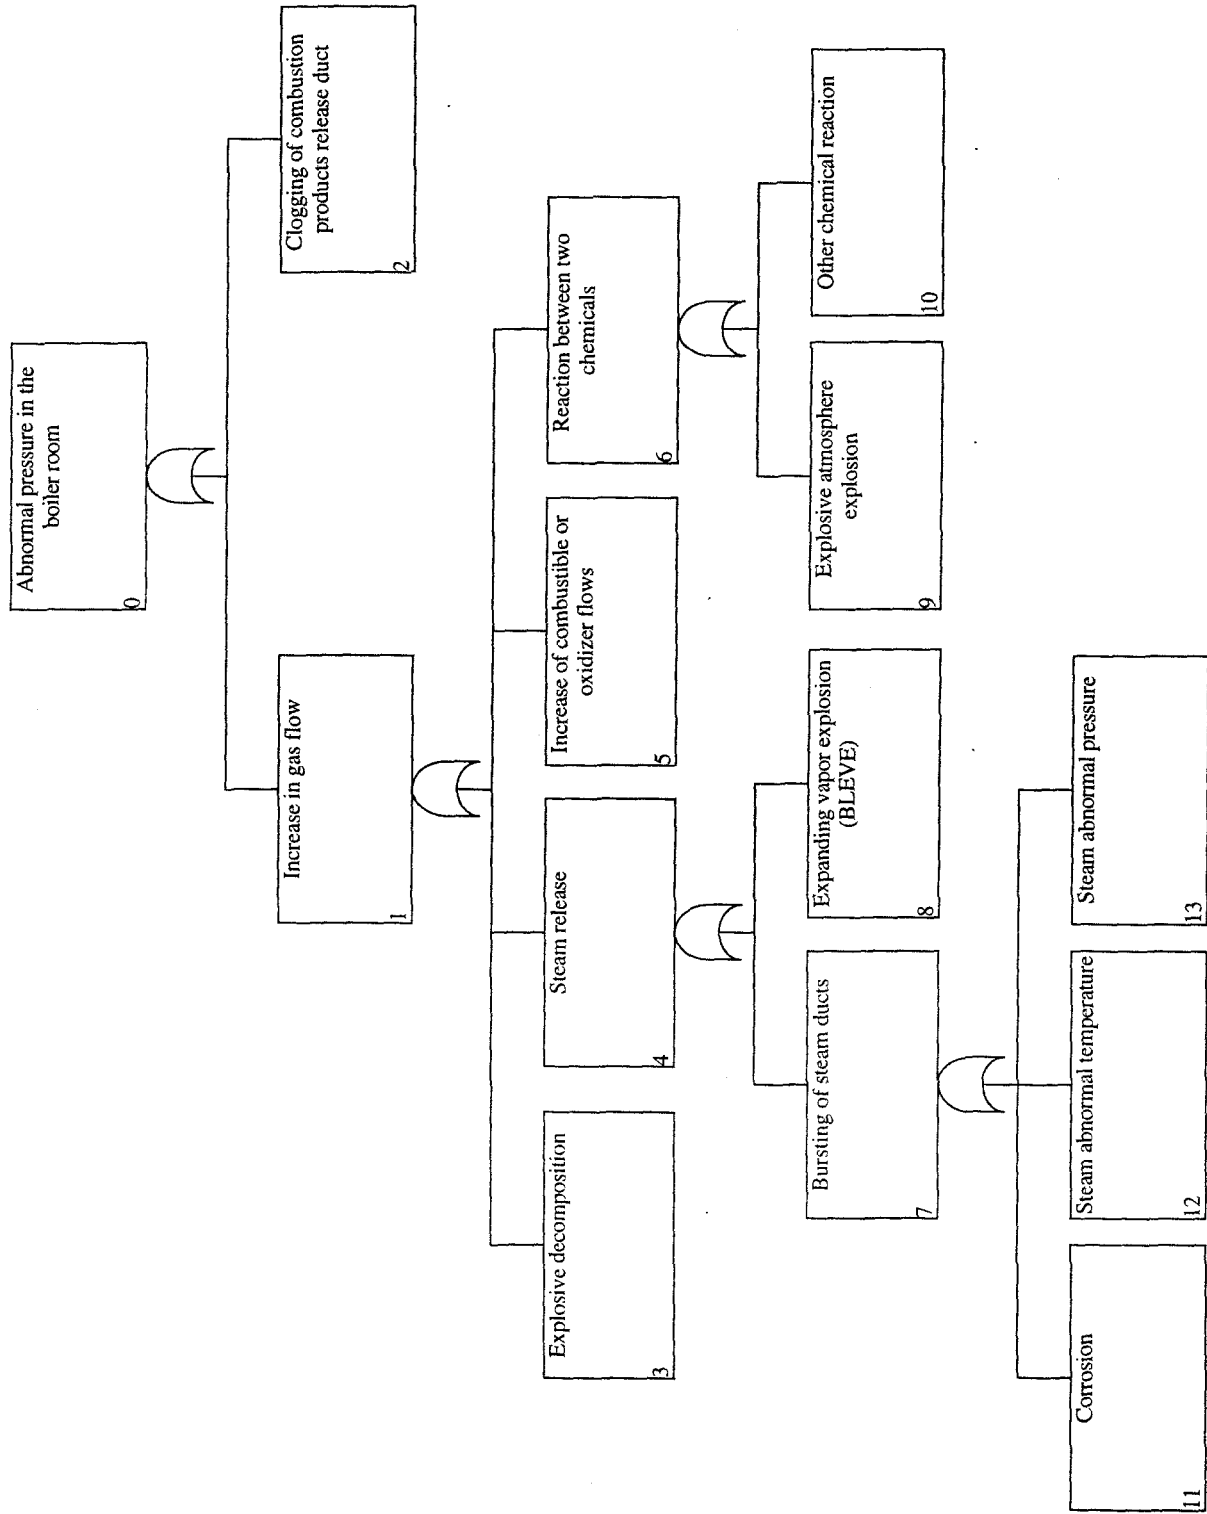 Abnormal pressure in the
boiler room
0
Increase in gas flow
1
Clogging of combustion
products release duct
2
Explosive decomposition
3
Steam release
4
Increase of combustible or
oxidizer flows
5
Reaction between two
chemicals
6
Bursting of steam ducts
7
Expanding vapor explosion
(BLEVE)
8
Explosive atmosphere
explosion
9
Other chemical reaction
10
Corrosion
11
Steam abnormal temperature
12
Steam abnormal pressure
13